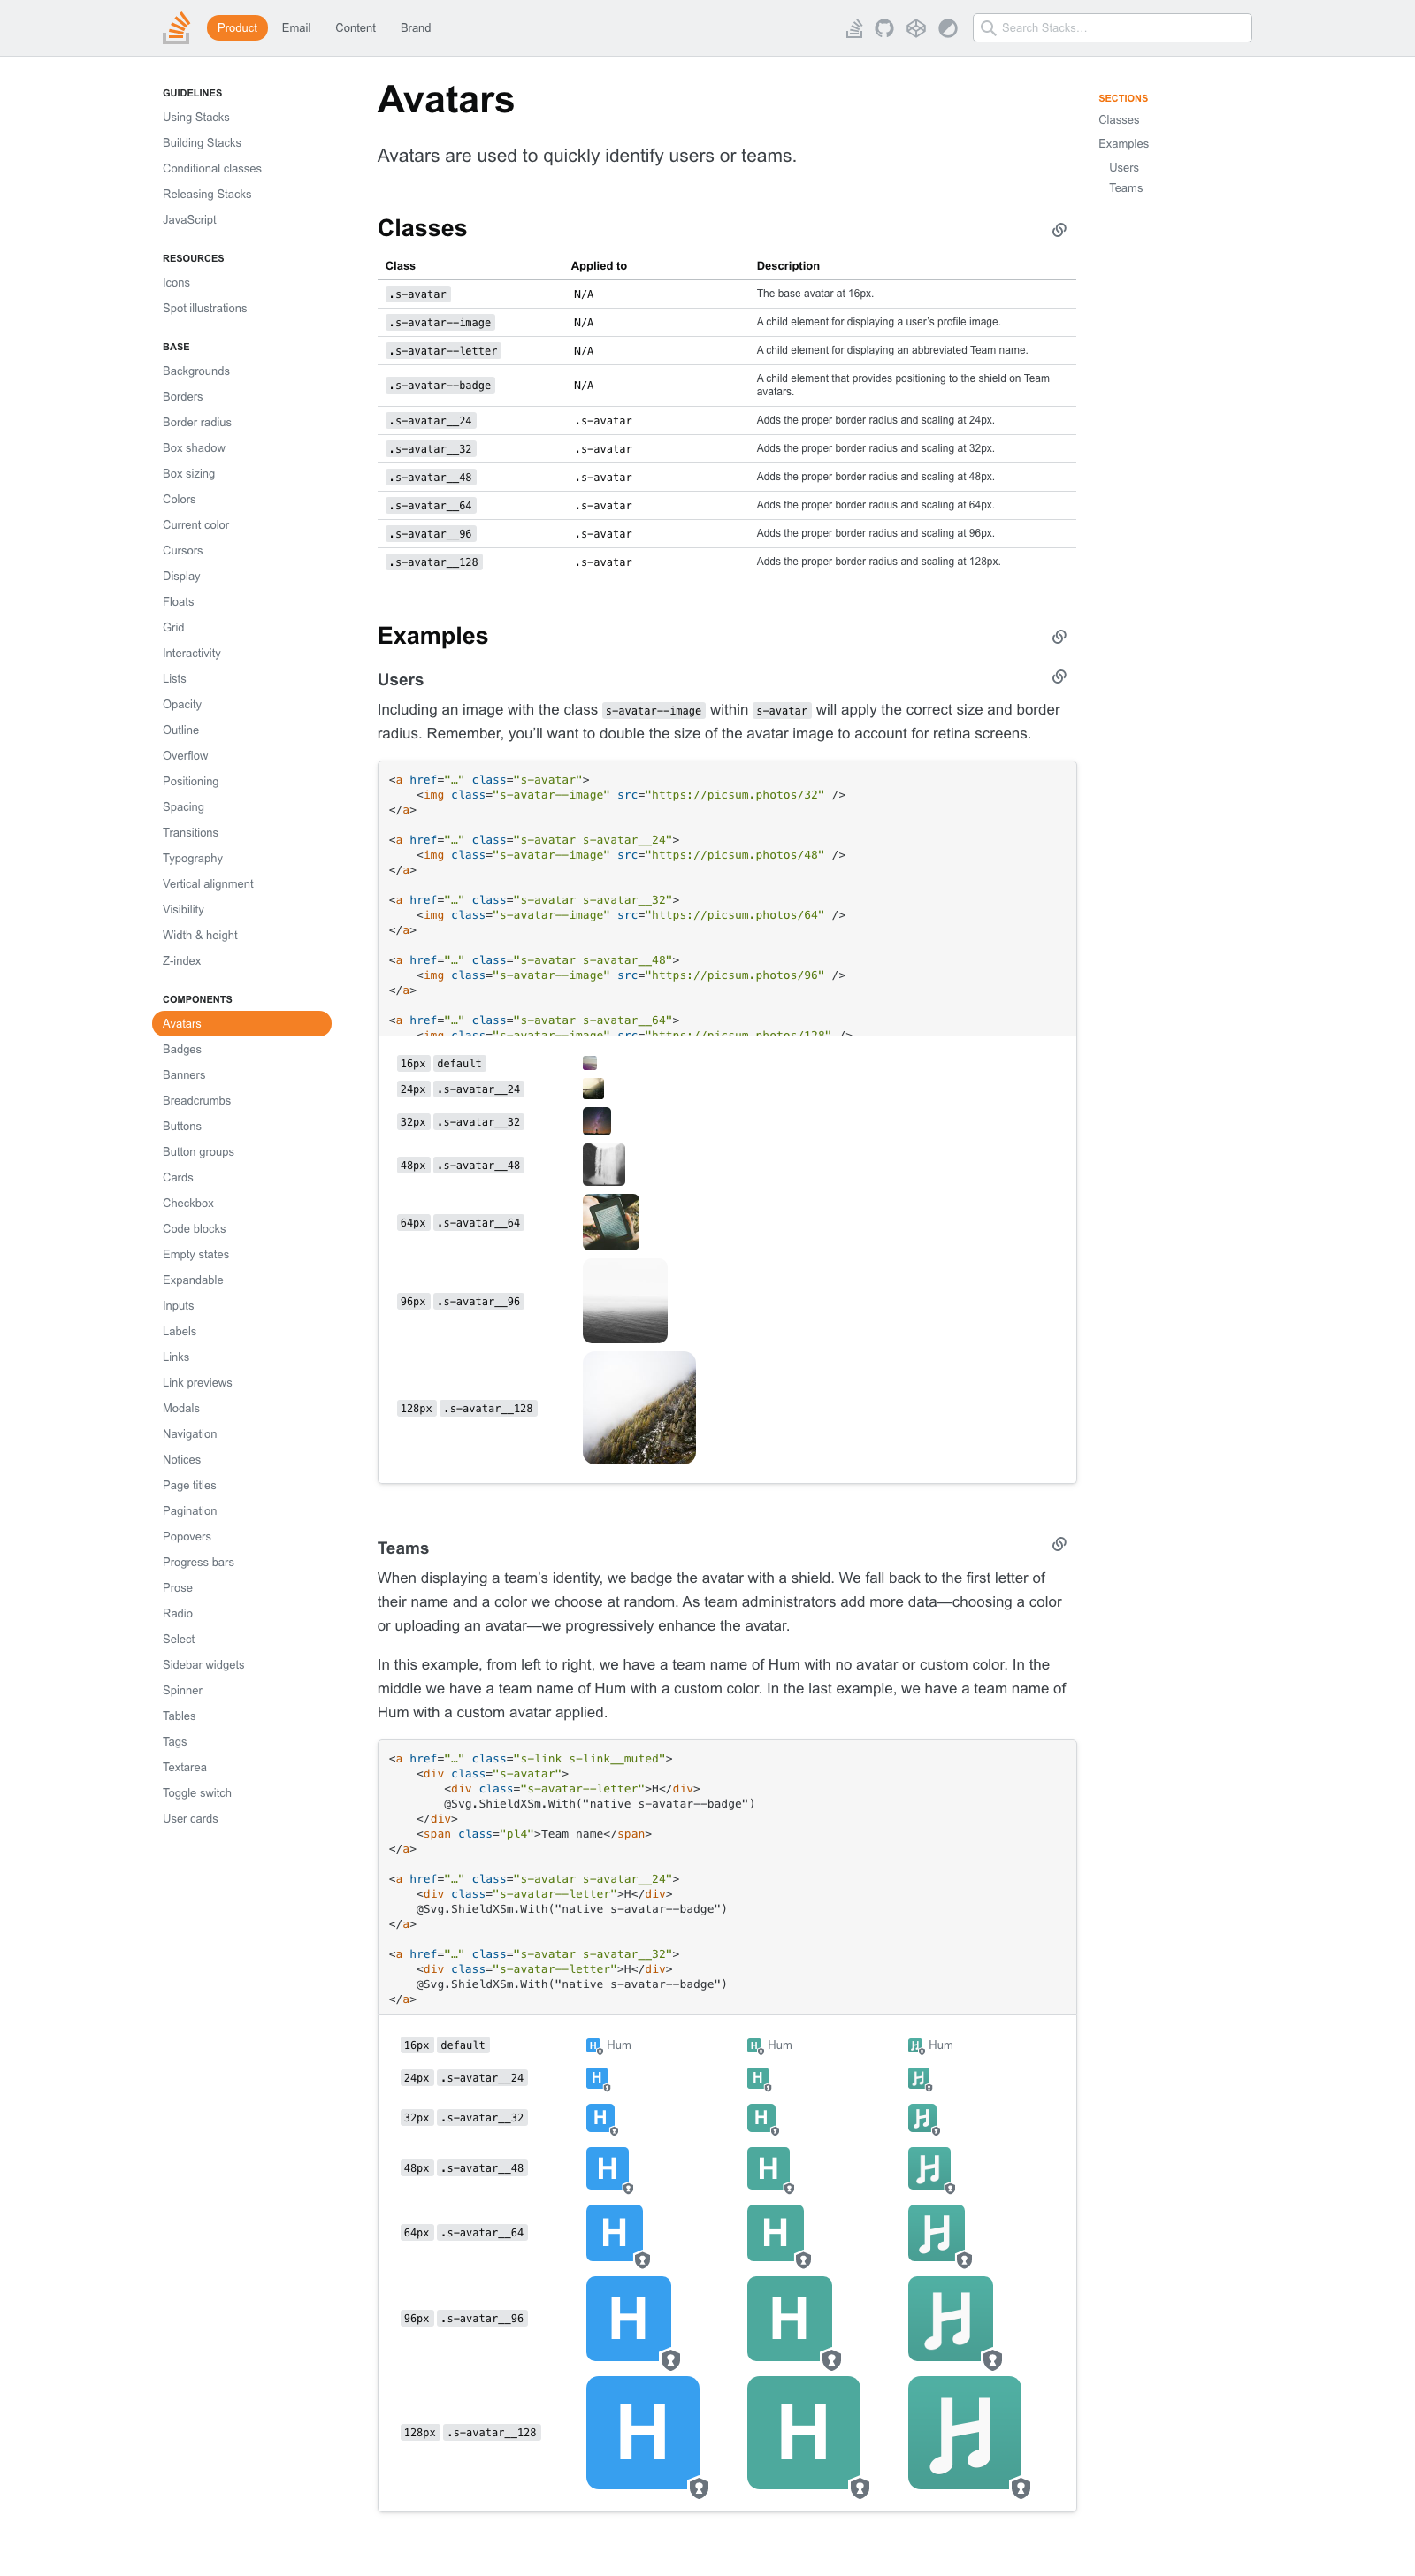 Product
Email
Content
Brand
Search Stacks…
GUIDELINES
Using Stacks
Building Stacks
Conditional classes
Releasing Stacks
JavaScript
RESOURCES
Icons
Spot illustrations
BASE
Backgrounds
Borders
Border radius
Box shadow
Box sizing
Colors
Current color
Cursors
Display
Floats
Grid
Interactivity
Lists
Opacity
Outline
Overflow
Positioning
Spacing
Transitions
Typography
Vertical alignment
Visibility
Width & height
Z-index
COMPONENTS
Avatars
Badges
Banners
Breadcrumbs
Buttons
Button groups
Cards
Checkbox
Code blocks
Empty states
Expandable
Inputs
Labels
Links
Link previews
Modals
Navigation
Notices
Page titles
Pagination
Popovers
Progress bars
Prose
Radio
Select
Sidebar widgets
Spinner
Tables
Tags
Textarea
Toggle switch
User cards
Avatars
Avatars are used to quickly identify users or teams.
Classes
Class Applied to Description
.s-avatar N/A The base avatar at 16px.
.s-avatar--image N/A A child element for displaying a user’s profile image.
.s-avatar--letter N/A A child element for displaying an abbreviated Team name.
.s-avatar--badge N/A A child element that provides positioning to the shield on Team
avatars.
.s-avatar__24 .s-avatar Adds the proper border radius and scaling at 24px.
.s-avatar__32 .s-avatar Adds the proper border radius and scaling at 32px.
.s-avatar__48 .s-avatar Adds the proper border radius and scaling at 48px.
.s-avatar__64 .s-avatar Adds the proper border radius and scaling at 64px.
.s-avatar__96 .s-avatar Adds the proper border radius and scaling at 96px.
.s-avatar__128 .s-avatar Adds the proper border radius and scaling at 128px.
Examples
Users
Including an image with the class s-avatar--image within s-avatar will apply the correct size and border
radius. Remember, you’ll want to double the size of the avatar image to account for retina screens.
<a href="…" class="s-avatar">
    <img class="s-avatar--image" src="https://picsum.photos/32" />
</a>
<a href="…" class="s-avatar s-avatar__24">
    <img class="s-avatar--image" src="https://picsum.photos/48" />
</a>
<a href="…" class="s-avatar s-avatar__32">
    <img class="s-avatar--image" src="https://picsum.photos/64" />
</a>
<a href="…" class="s-avatar s-avatar__48">
    <img class="s-avatar--image" src="https://picsum.photos/96" />
</a>
<a href="…" class="s-avatar s-avatar__64">
    <img class="s-avatar--image" src="https://picsum.photos/128" />
16px default
24px .s-avatar__24
32px .s-avatar__32
48px .s-avatar__48
64px .s-avatar__64
96px .s-avatar__96
128px .s-avatar__128
Teams
When displaying a team’s identity, we badge the avatar with a shield. We fall back to the first letter of
their name and a color we choose at random. As team administrators add more data—choosing a color
or uploading an avatar—we progressively enhance the avatar.
In this example, from left to right, we have a team name of Hum with no avatar or custom color. In the
middle we have a team name of Hum with a custom color. In the last example, we have a team name of
Hum with a custom avatar applied.
<a href="…" class="s-link s-link__muted">
    <div class="s-avatar">
        <div class="s-avatar--letter">H</div>
        @Svg.ShieldXSm.With("native s-avatar--badge")
    </div>
    <span class="pl4">Team name</span>
</a>
<a href="…" class="s-avatar s-avatar__24">
    <div class="s-avatar--letter">H</div>
    @Svg.ShieldXSm.With("native s-avatar--badge")
</a>
<a href="…" class="s-avatar s-avatar__32">
    <div class="s-avatar--letter">H</div>
    @Svg.ShieldXSm.With("native s-avatar--badge")
</a>
16px default H Hum H Hum Hum
24px .s-avatar__24 H H
32px .s-avatar__32 H H
48px .s-avatar__48 H H
64px .s-avatar__64 H H
96px .s-avatar__96 H H
128px .s-avatar__128 H H
SECTIONS
Classes
Examples
Users
Teams